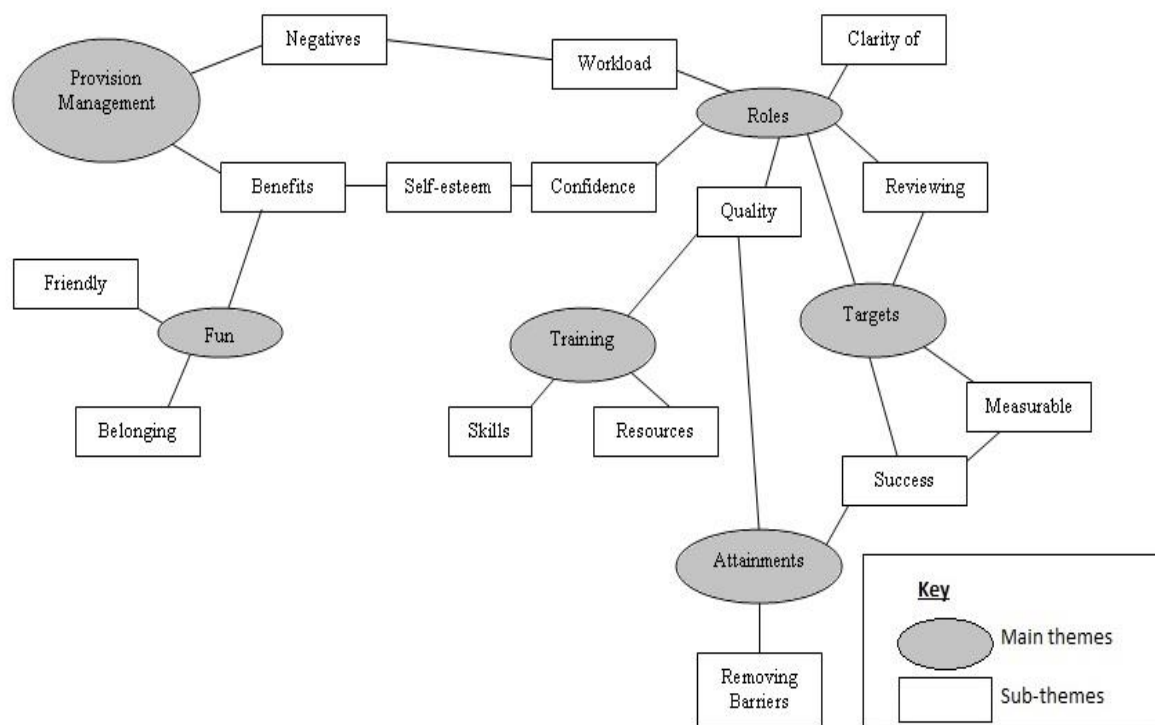 Negatives
Clarity of
Provision
Management
Workload
Roles
Benefits
Self-esteem
Confidence
Reviewing
Quality
Friendly
Fun
Training
Targets
Belonging
Skills
Resources
Measurable
Success
Attainments
Removing
Barriers
Key
Main themes
Sub-themes